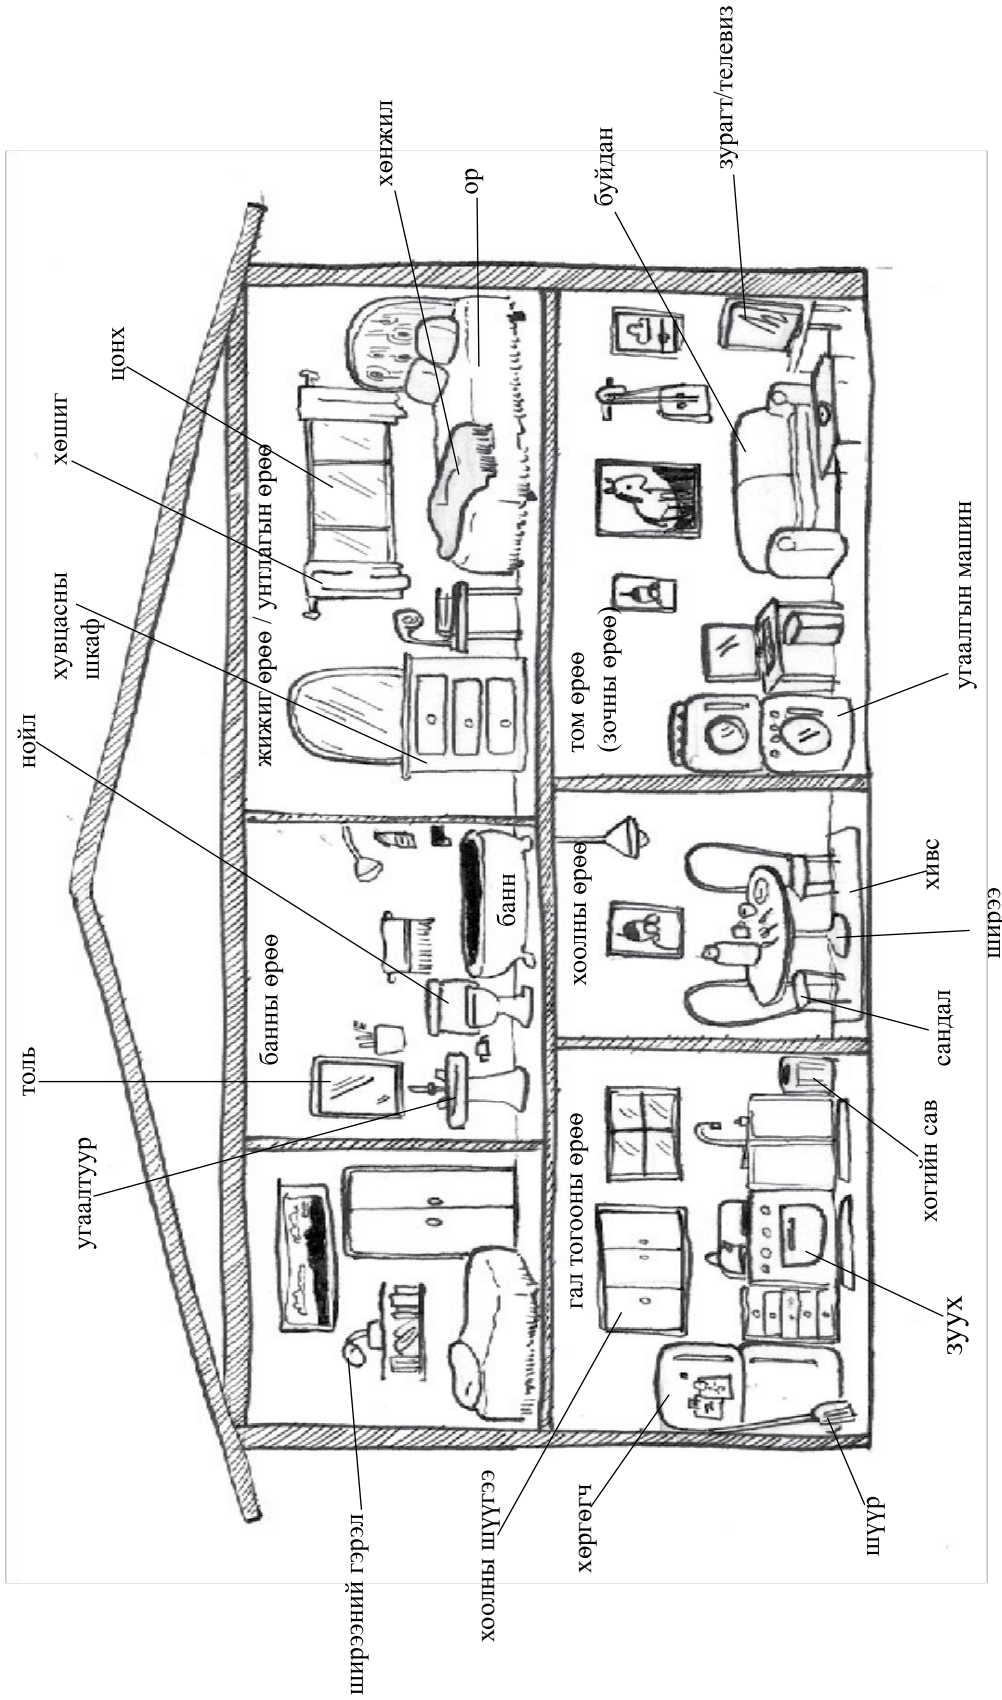 нойл
толь
хувцасны
шкаф
хөшиг
цонх
угаалтуур
хөнжил
ор
банны өрөө
жижиг өрөө / унтлагын өрөө
ширээний гэрэл
банн
хоолны шүүгээ
гал тогооны өрөө
хоолны өрөө
том өрөө
(зочны өрөө)
буйдан
зурагт/телевиз
хөргөгч
шүүр
зуух
хогийн сав
сандал
хивс
ширээ
угаалгын машин